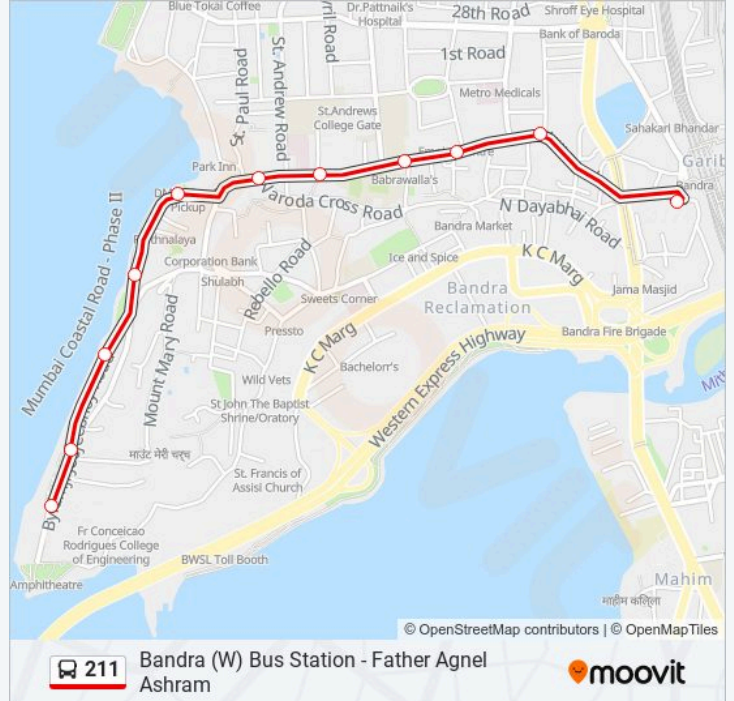 Blue Tokai Coffee
Dr.Pattnaik's
Hospital
28th Road
Shroff Eye Hospital
Bank of Baroda
1st Road
St. Paul Road
St. Andrew Road
Road
Metro Medicals
St.Andrews
College Gate
Sahakari Bhandar
Park Inn
Babrawalla's
Bandra
Pickup
Varoda Cross Road
N Dayabhai Road
Bandra Market
Mumbai Coastal Road - Phase II
Corporation Bank
Shulabh
Rebello Road
Ice and Spice
K C Marg
Sweets Corner
Bandra
Reclamation
Jama Masjid
Pressto
K C Marg
Bandra Fire Brigade
Mount Mary Road
Wild Vets
Bachelorr's
Western Express Highway
St John The Baptist
Shrine/Oratory
माउंट मेरी चर्च
St. Francis of
Assisi Church
Fr Conceicao
Rodrigues College
of Engineering
BWSL Toll Booth
Amphitheatre
Mahim
माहीम किल्ला
© OpenStreetMap contributors | © OpenMapTiles
211
Bandra (W) Bus Station - Father Agnel
Ashram
moovit